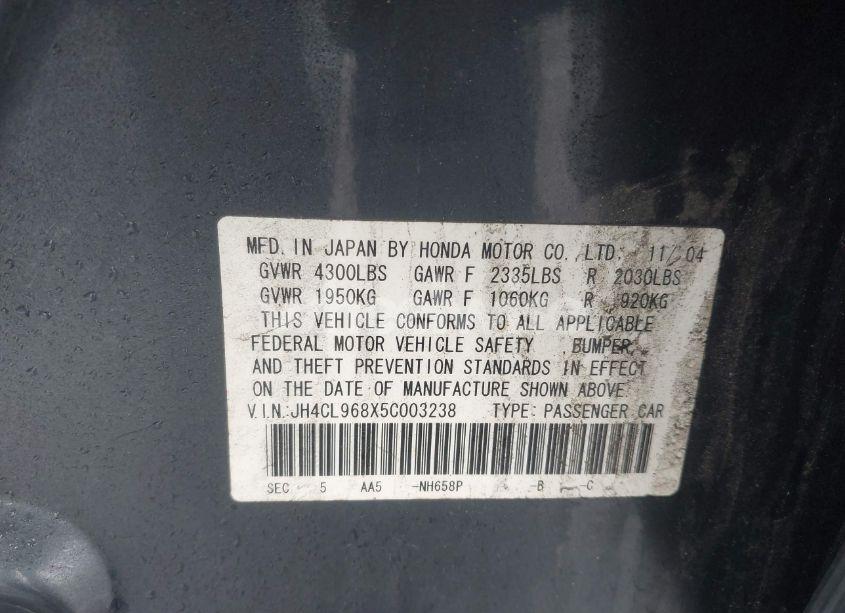 MFD. IN JAPAN BY HONDA MOTOR CO., LTD. 11/ 04
GVWR 4300LBS GAWR F 2335LBS R 2030LBS
GVWR 1950KG GAWR F 1060KG R 920KG
THIS VEHICLE CONFORMS TO ALL APPLICABLE
FEDERAL MOTOR VEHICLE SAFETY, BUMPER,
AND THEFT PREVENTION STANDARDS IN EFFECT
ON THE DATE OF MANUFACTURE SHOWN ABOVE.
V.I.N.:JH4CL968X5C003238 TYPE: PASSENGER CAR
SEC 5 AA5 -NH658P -B -C